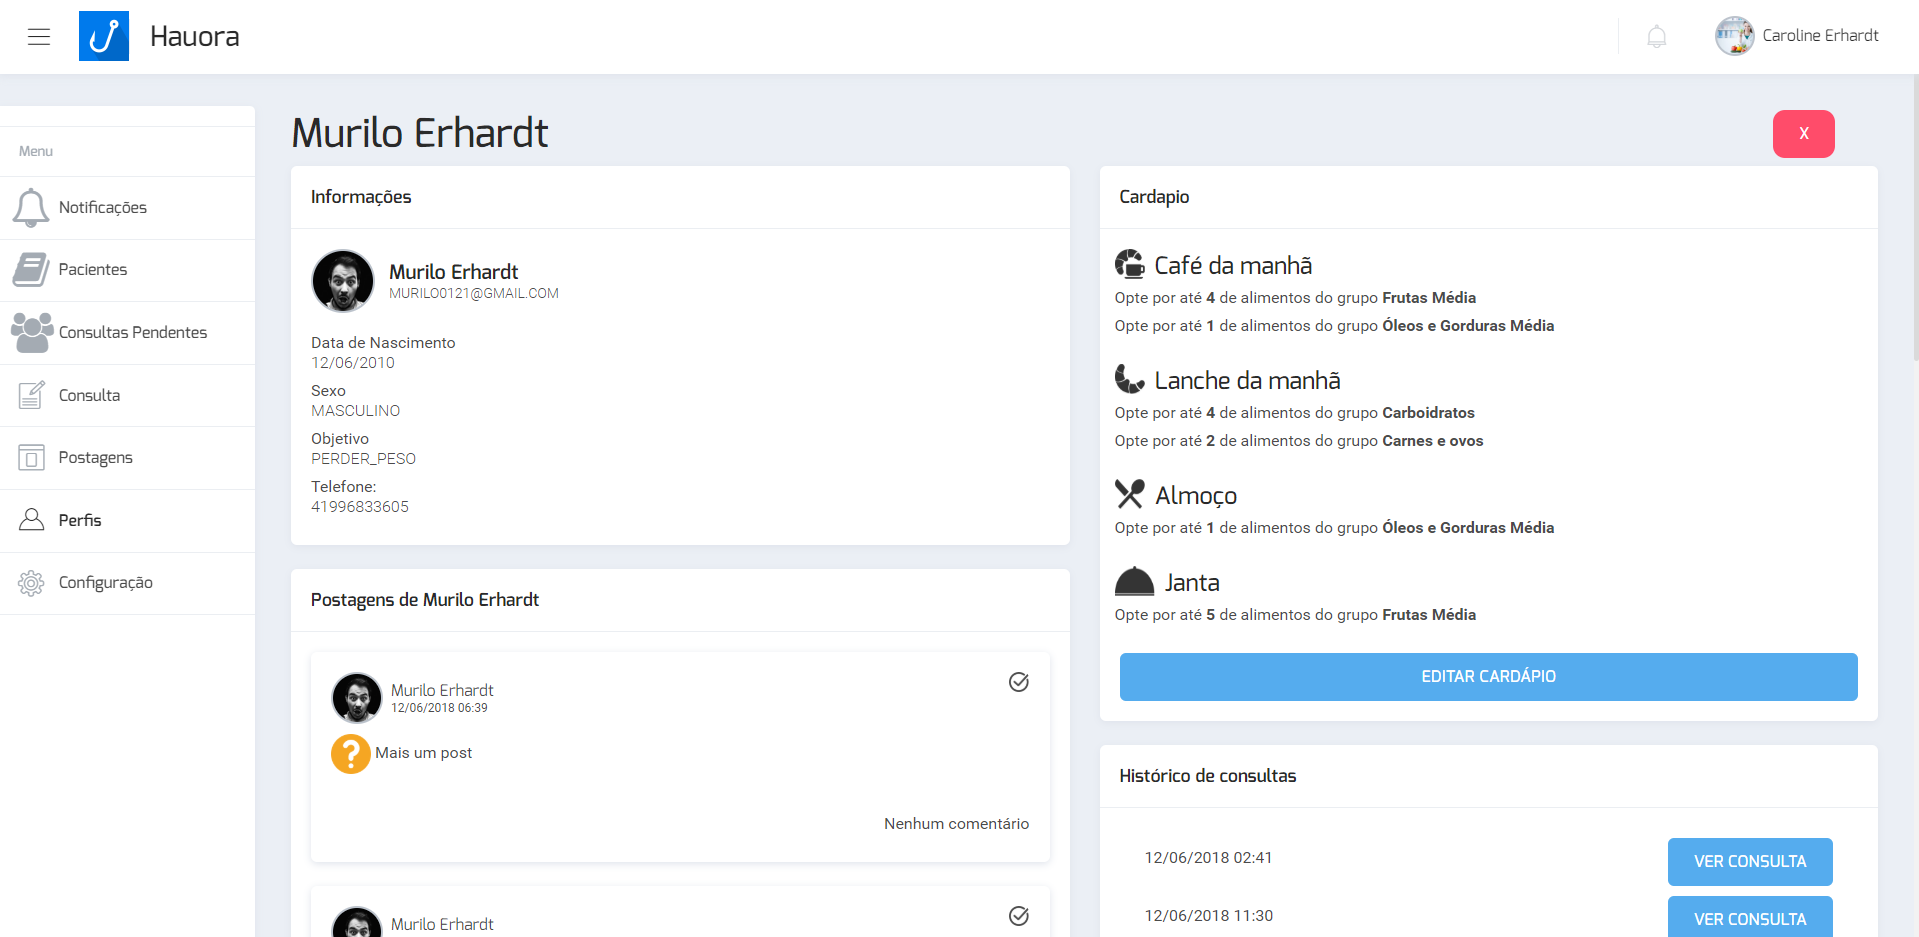 Hauora
Caroline Erhardt
Menu
Notificações
Pacientes
Consultas Pendentes
Consulta
Postagens
Perfis
Configuração
Murilo Erhardt
X
Informações
Murilo Erhardt
MURILO0121@GMAIL.COM
Data de Nascimento
12/06/2010
Sexo
MASCULINO
Objetivo
PERDER_PESO
Telefone:
41996833605
Postagens de Murilo Erhardt
Murilo Erhardt
12/06/2018 06:39
? Mais um post
Nenhum comentário
Murilo Erhardt
Cardapio
Café da manhã
Opte por até 4 de alimentos do grupo Frutas Média
Opte por até 1 de alimentos do grupo Óleos e Gorduras Média
Lanche da manhã
Opte por até 4 de alimentos do grupo Carboidratos
Opte por até 2 de alimentos do grupo Carnes e ovos
Almoço
Opte por até 1 de alimentos do grupo Óleos e Gorduras Média
Janta
Opte por até 5 de alimentos do grupo Frutas Média
EDITAR CARDÁPIO
Histórico de consultas
12/06/2018 02:41 VER CONSULTA
12/06/2018 11:30 VER CONSULTA